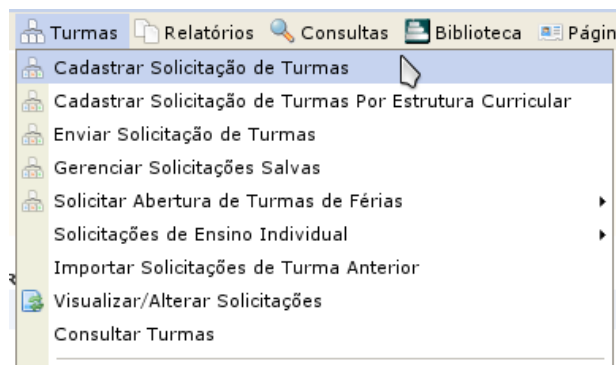 Turmas Relatórios Consultas Biblioteca Págin
Cadastrar Solicitação de Turmas
Cadastrar Solicitação de Turmas Por Estrutura Curricular
Enviar Solicitação de Turmas
Gerenciar Solicitações Salvas
Solicitar Abertura de Turmas de Férias
Solicitações de Ensino Individual
Importar Solicitações de Turma Anterior
Visualizar/Alterar Solicitações
Consultar Turmas